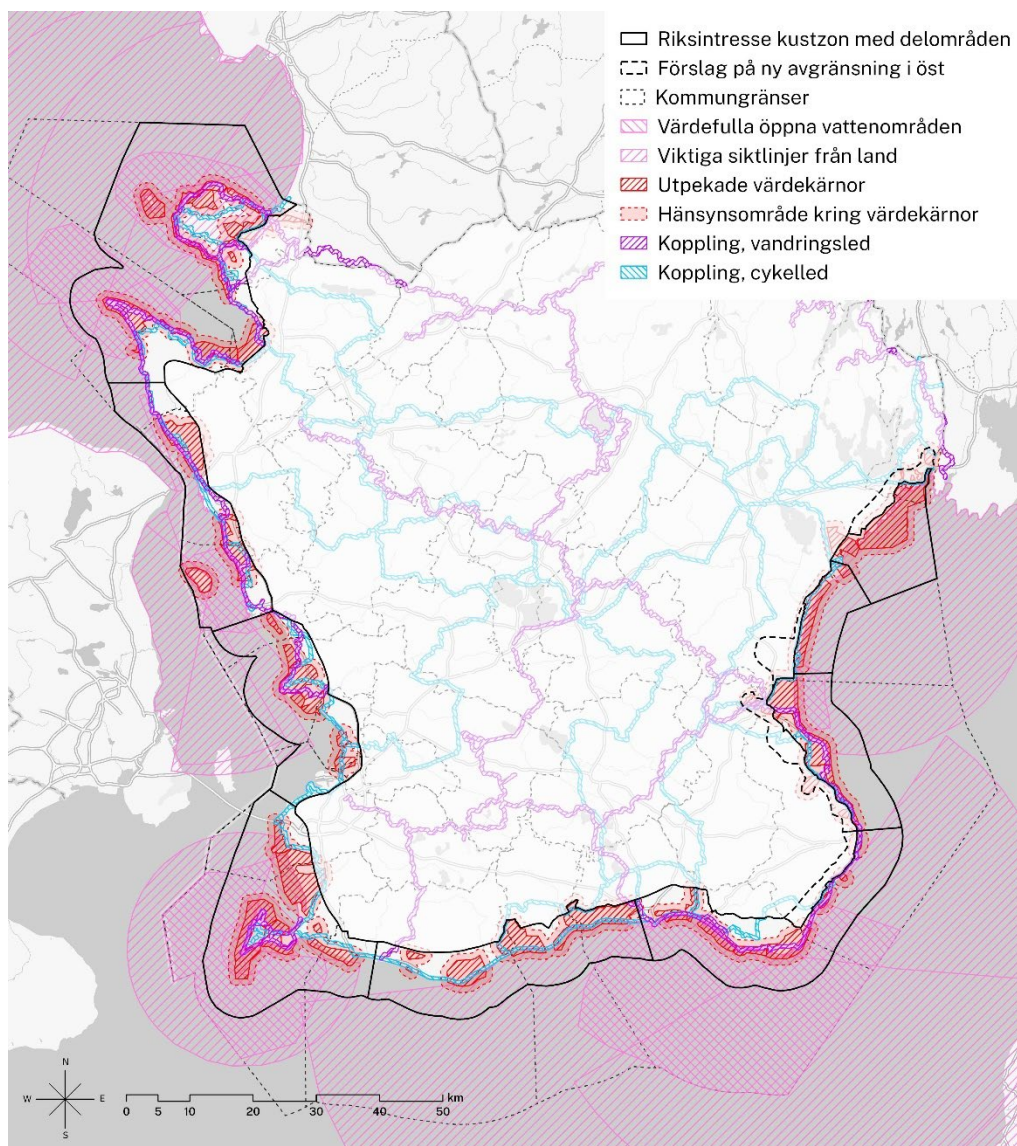 Riksintresse kustzon med delområden
Förslag på ny avgränsning i öst
Kommungränser
Värdefulla öppna vattenområden
Viktiga siktlinjer från land
Utpekade värdekärnor
Hänsynsområde kring värdekärnor
Koppling, vandringsled
Koppling, cykelled
N
W E
S
km
0 5 10 20 30 40 50